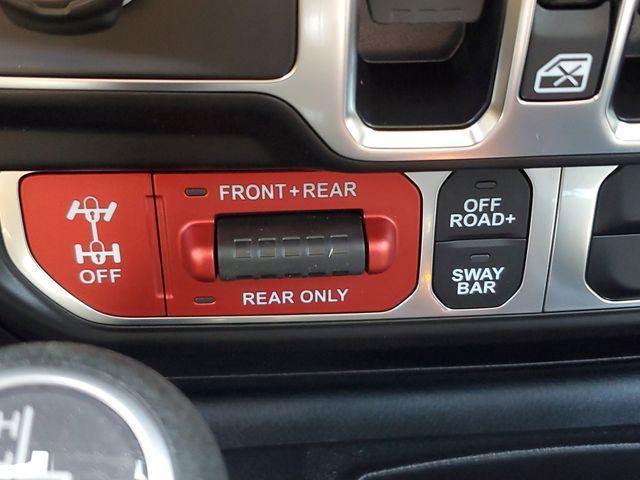 FRONT+REAR
OFF
REAR ONLY
OFF
ROAD+
SWAY
BAR